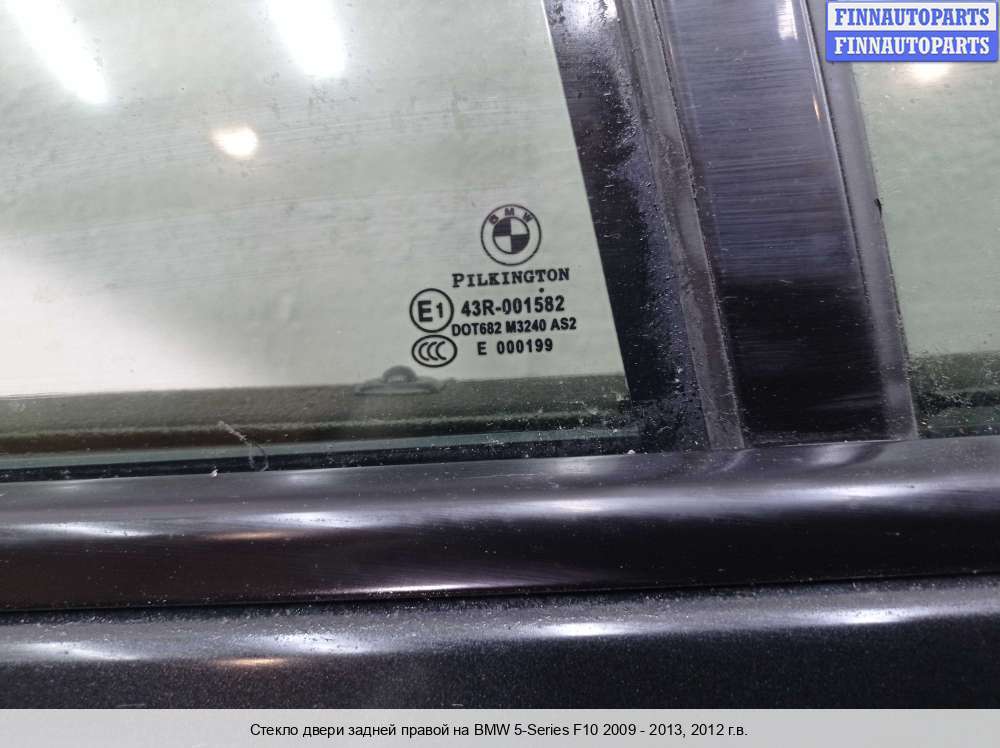 FINNAUTOPARTS
FINNAUTOPARTS
BMW
PILKINGTON
E1 43R-001582
DOT682 M3240 AS2
CCC E 000199
Стекло двери задней правой на BMW 5-Series F10 2009 - 2013, 2012 г.в.